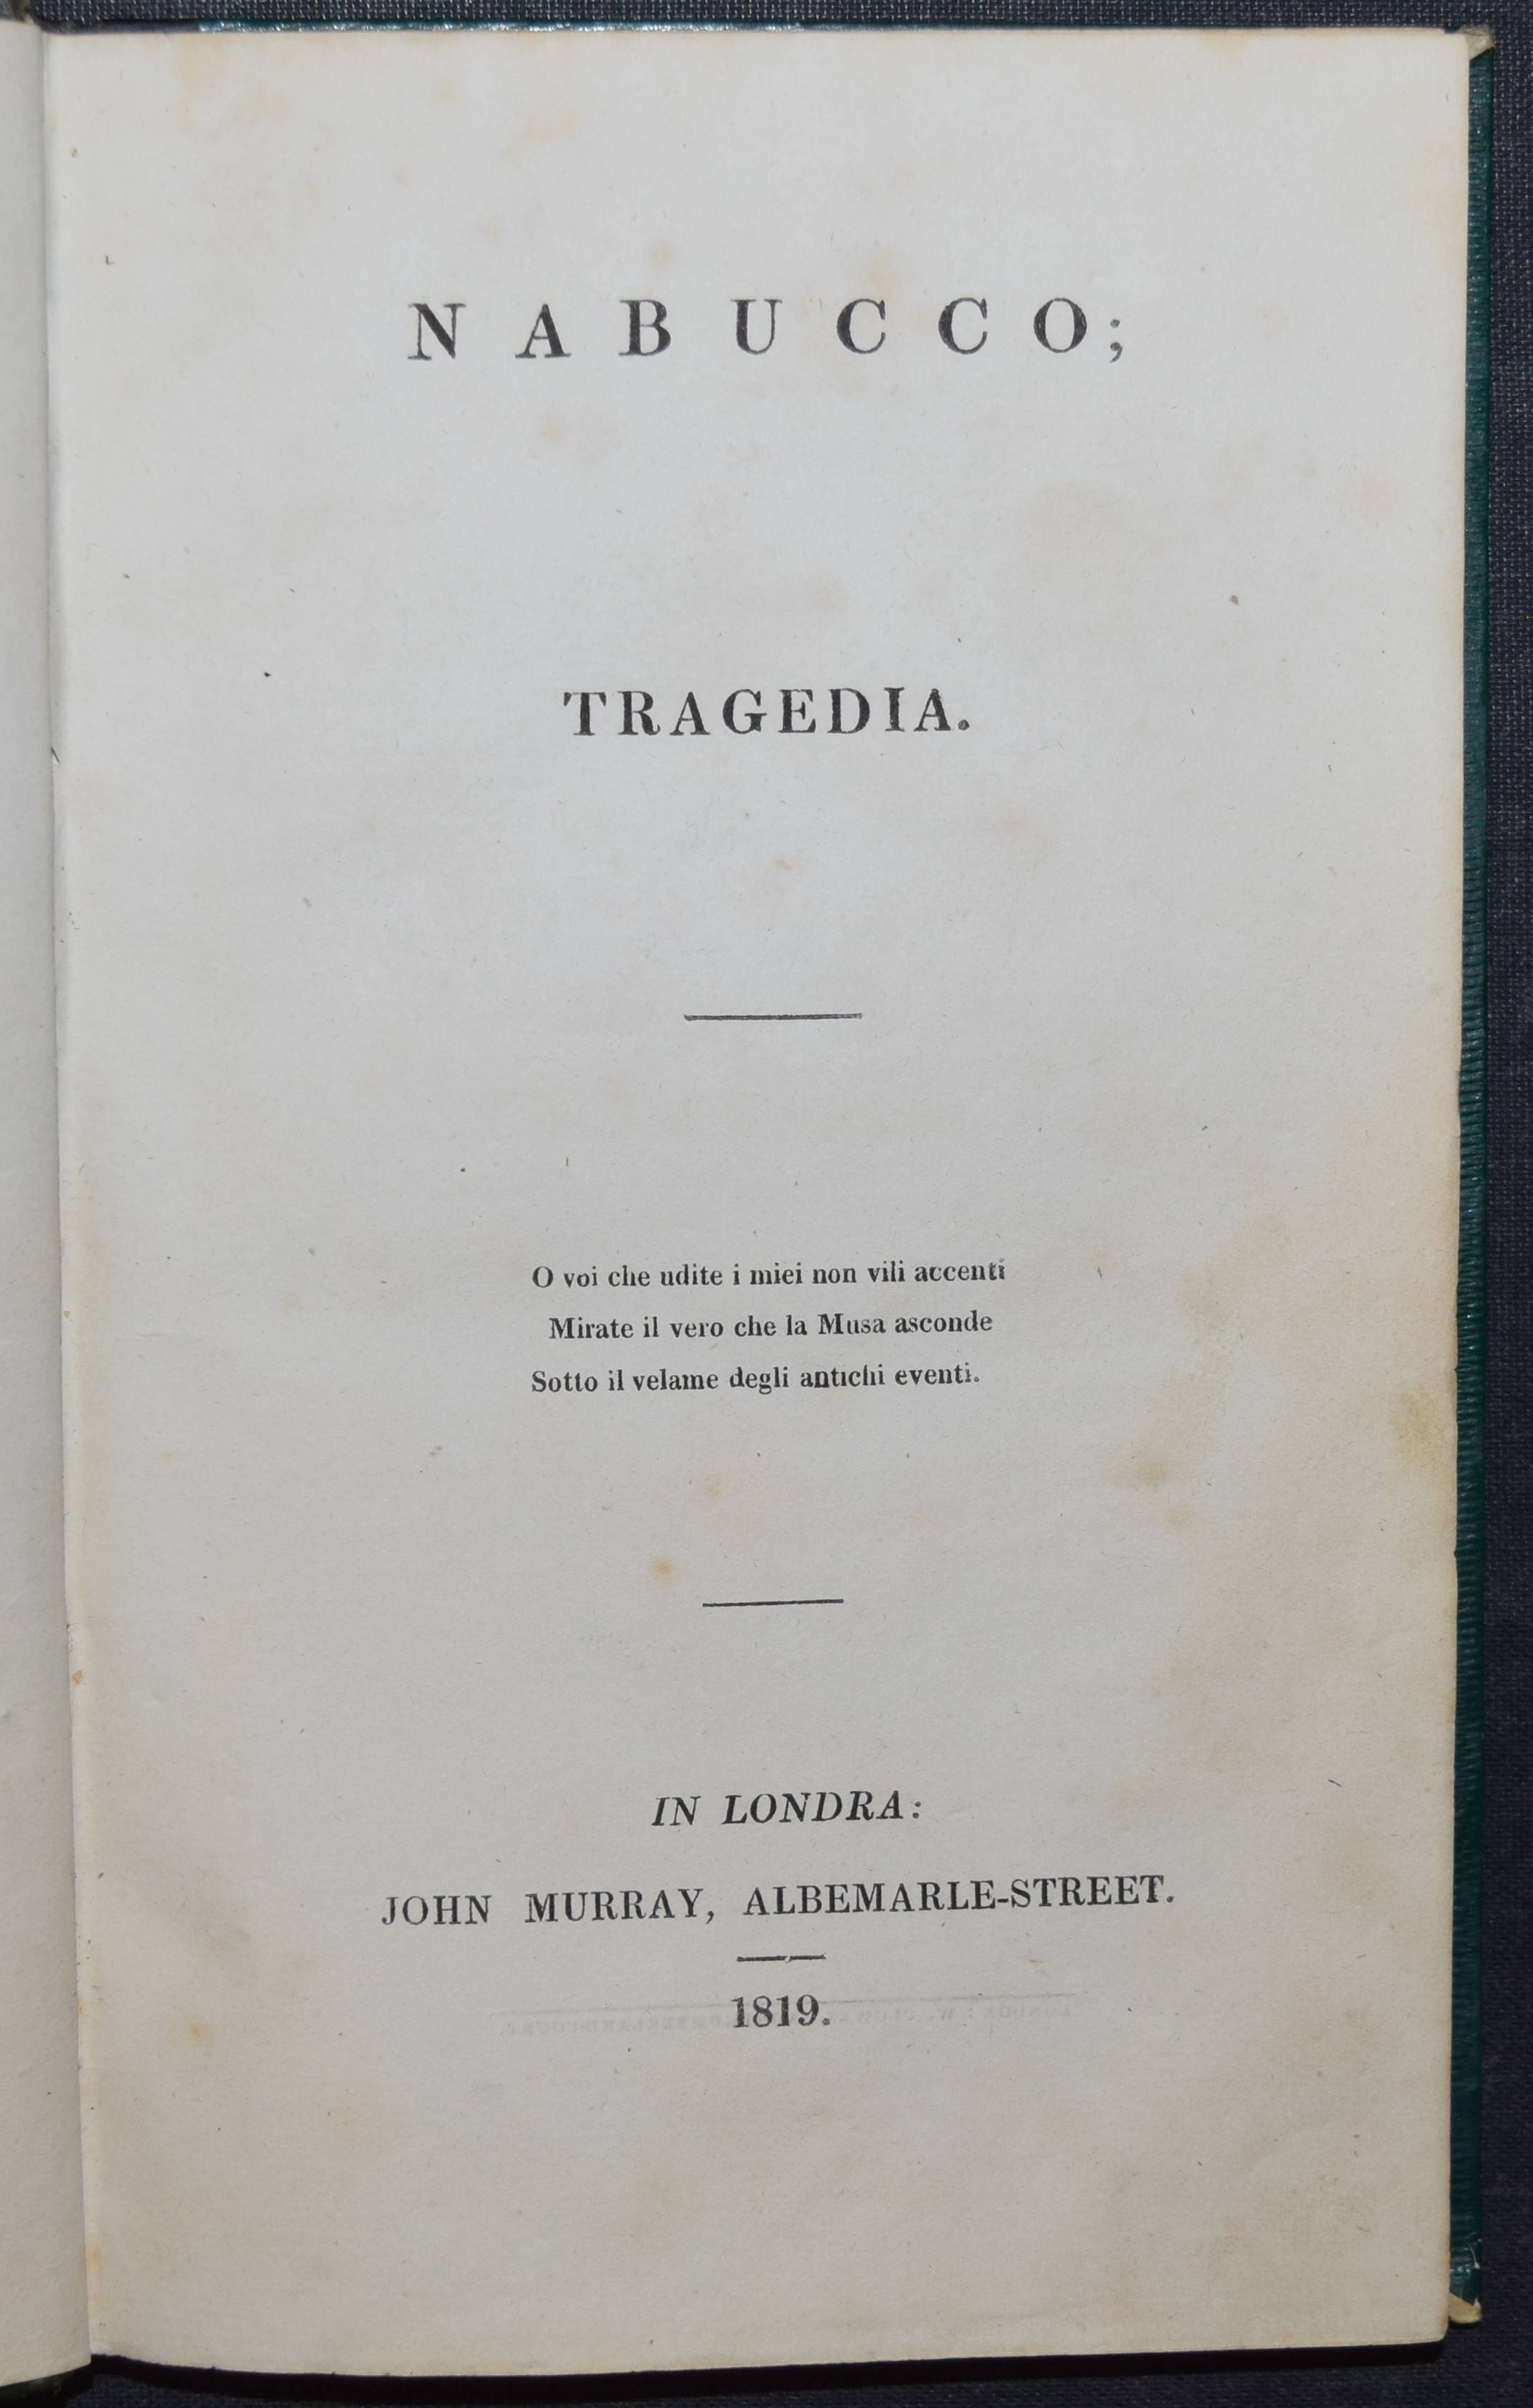 NABUCCO;
TRAGEDIA.
O voi che udite i miei non vili accenti
Mirate il vero che la Musa asconde
Sotto il velame degli antichi eventi.
IN LONDRA:
JOHN MURRAY, ALBEMARLE-STREET.
1819.